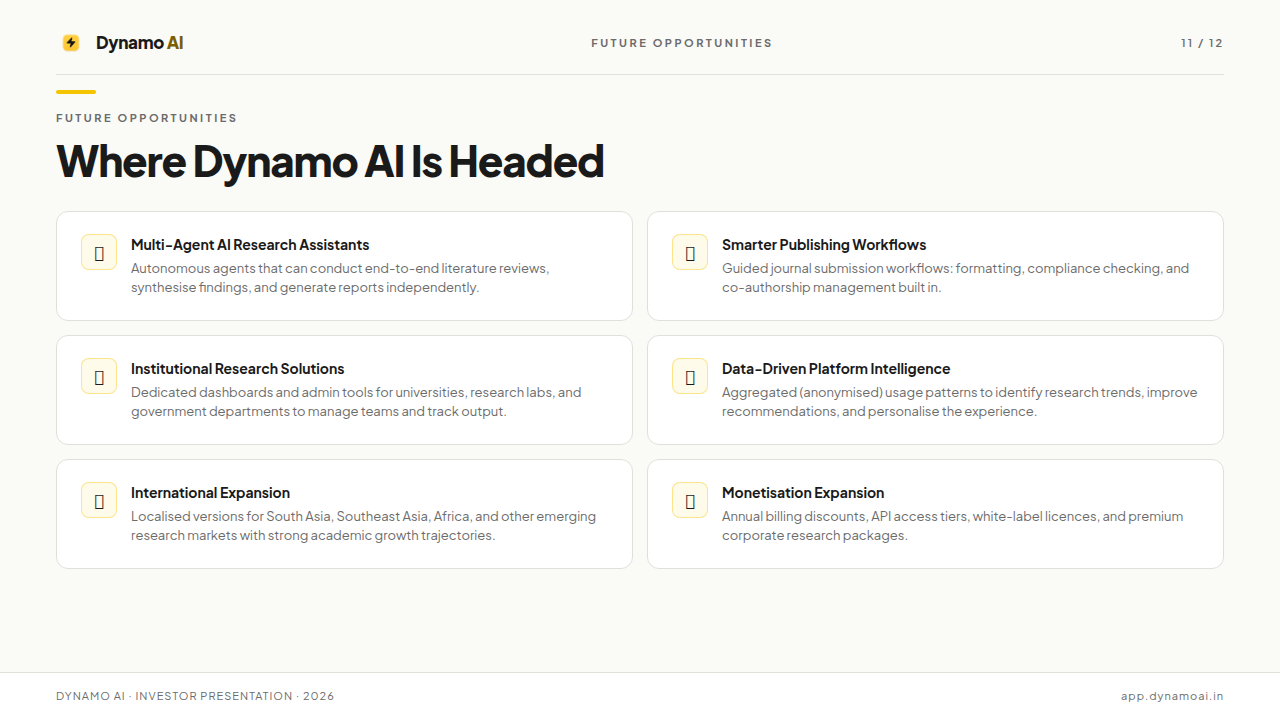 Dynamo AI
FUTURE OPPORTUNITIES
11 / 12
FUTURE OPPORTUNITIES
Where Dynamo AI Is Headed
Multi-Agent AI Research Assistants
Autonomous agents that can conduct end-to-end literature reviews,
synthesise findings, and generate reports independently.
Smarter Publishing Workflows
Guided journal submission workflows: formatting, compliance checking, and
co-authorship management built in.
Institutional Research Solutions
Dedicated dashboards and admin tools for universities, research labs, and
government departments to manage teams and track output.
Data-Driven Platform Intelligence
Aggregated (anonymised) usage patterns to identify research trends, improve
recommendations, and personalise the experience.
International Expansion
Localised versions for South Asia, Southeast Asia, Africa, and other emerging
research markets with strong academic growth trajectories.
Monetisation Expansion
Annual billing discounts, API access tiers, white-label licences, and premium
corporate research packages.
DYNAMO AI · INVESTOR PRESENTATION · 2026
app.dynamoai.in